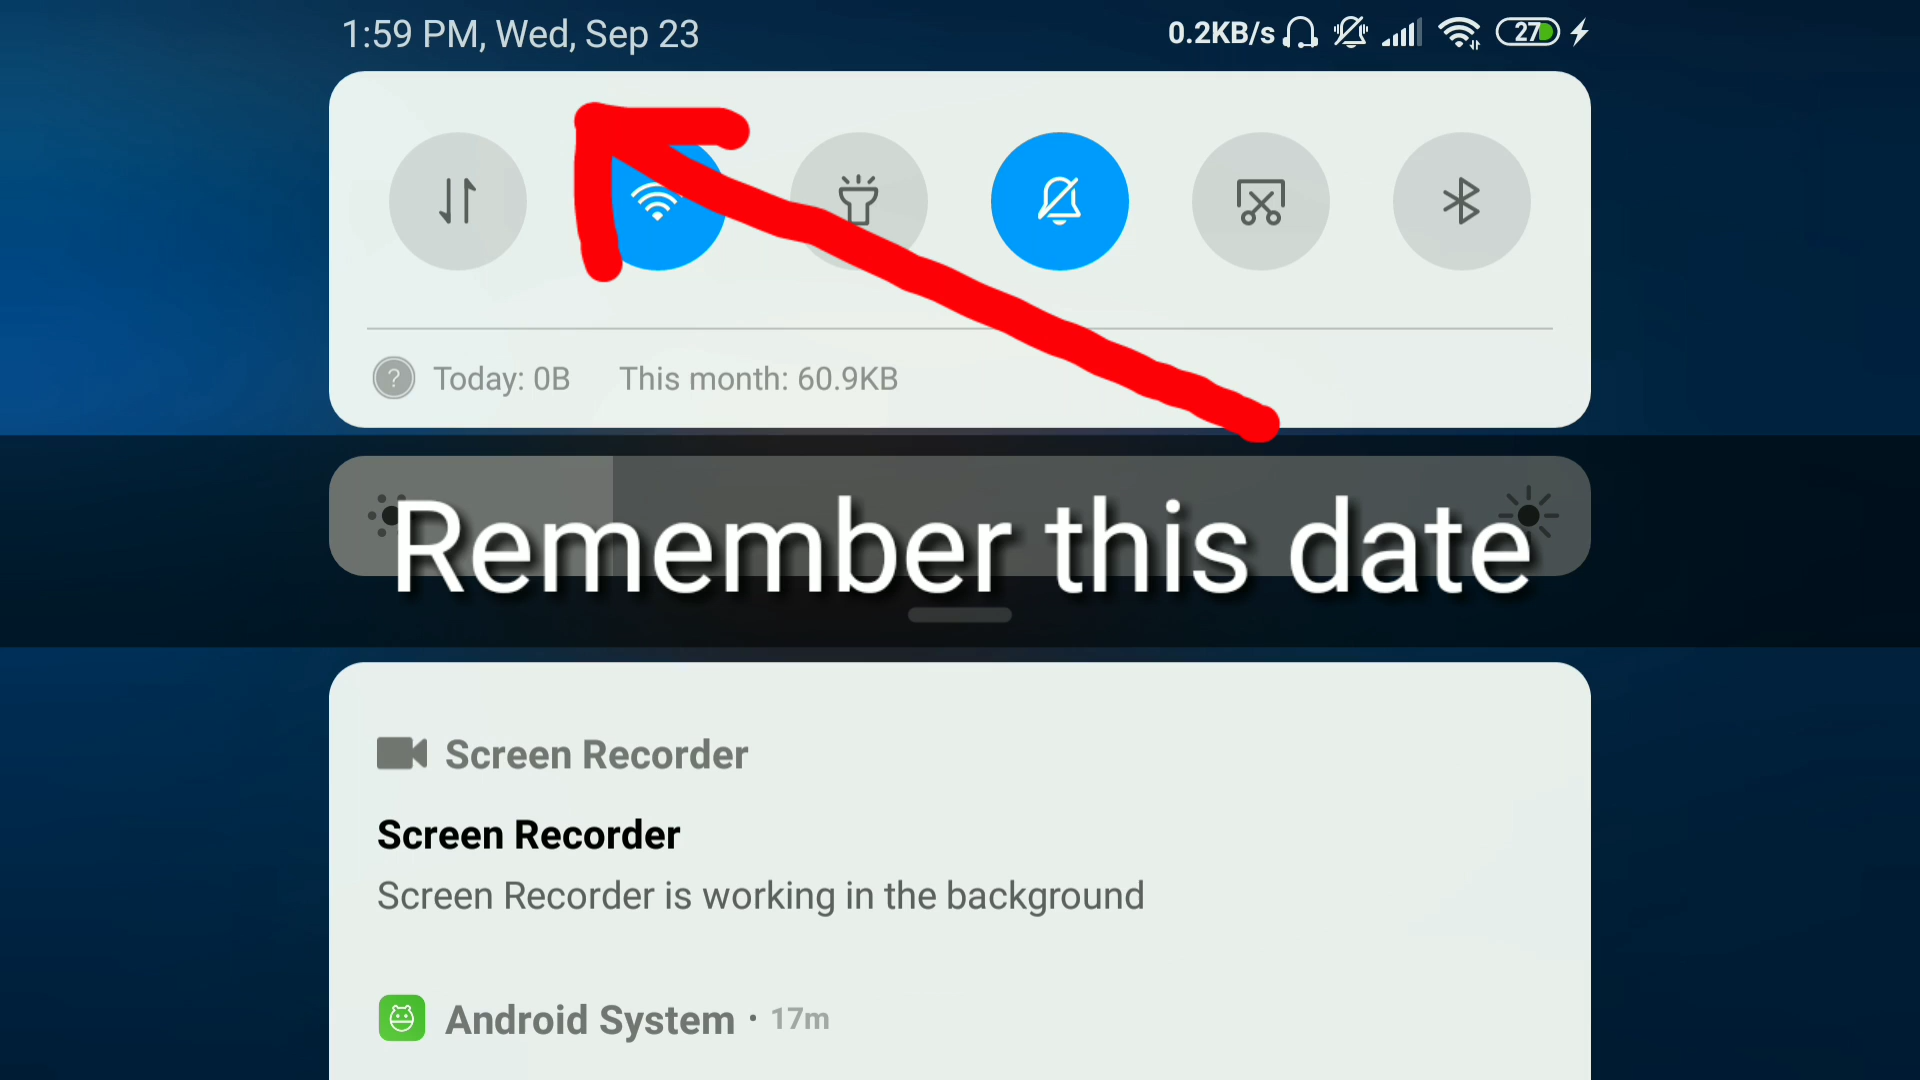 1:59 PM, Wed, Sep 23
0.2KB/s 27
? Today: 0B This month: 60.9KB
Remember this date
Screen Recorder
Screen Recorder
Screen Recorder is working in the background
Android System · 17m